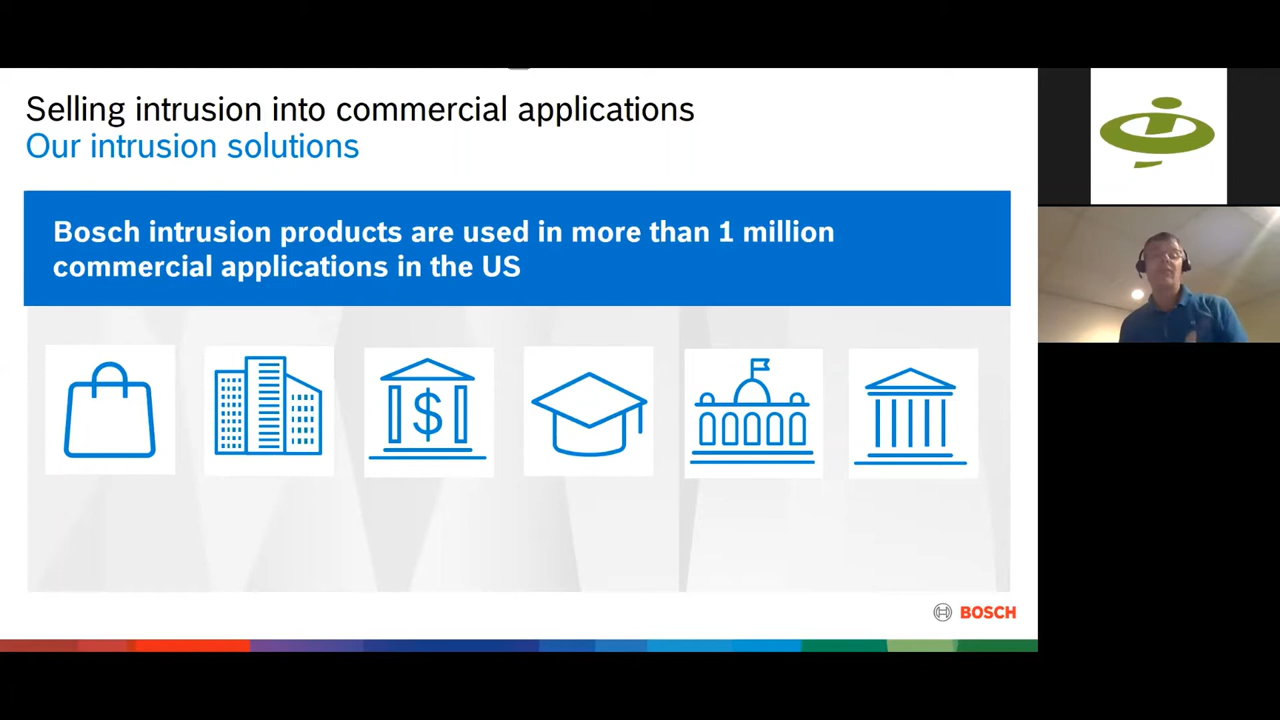 Selling intrusion into commercial applications
Our intrusion solutions
Bosch intrusion products are used in more than 1 million
commercial applications in the US
$
BOSCH